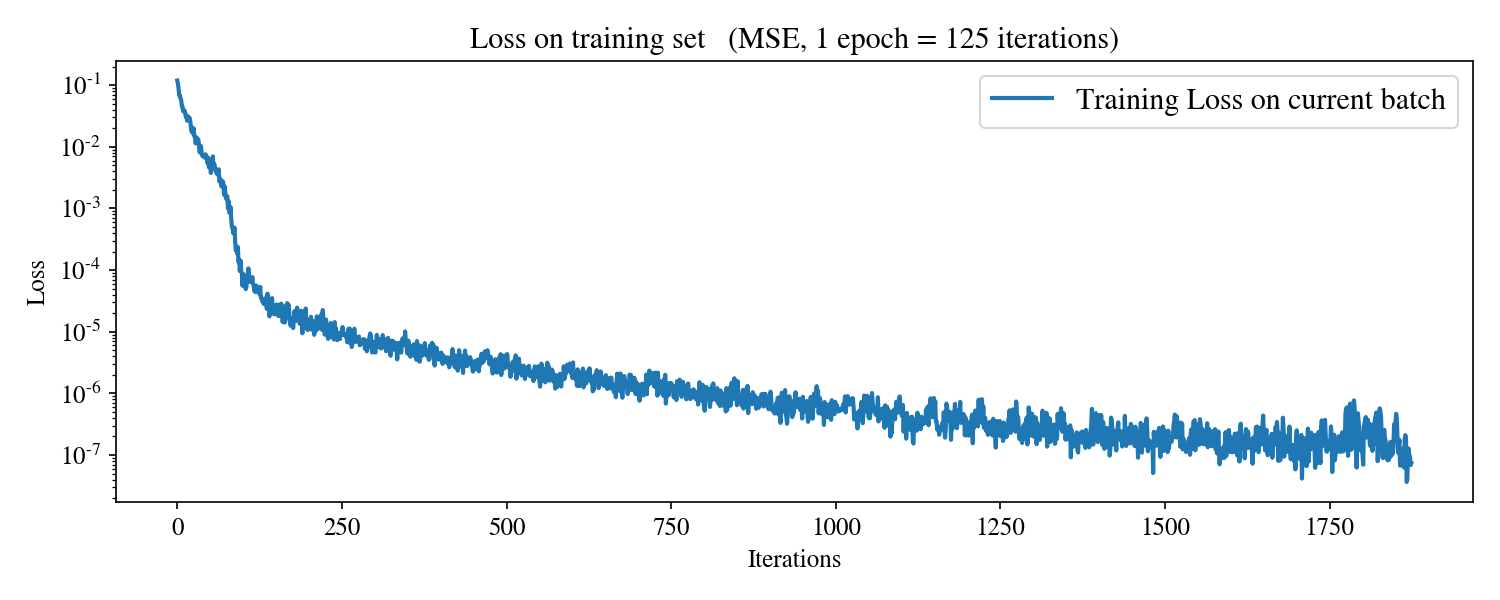 Loss on training set (MSE, 1 epoch = 125 iterations)
Training Loss on current batch
Loss
10^-1
10^-2
10^-3
10^-4
10^-5
10^-6
10^-7
0 250 500 750 1000 1250 1500 1750
Iterations